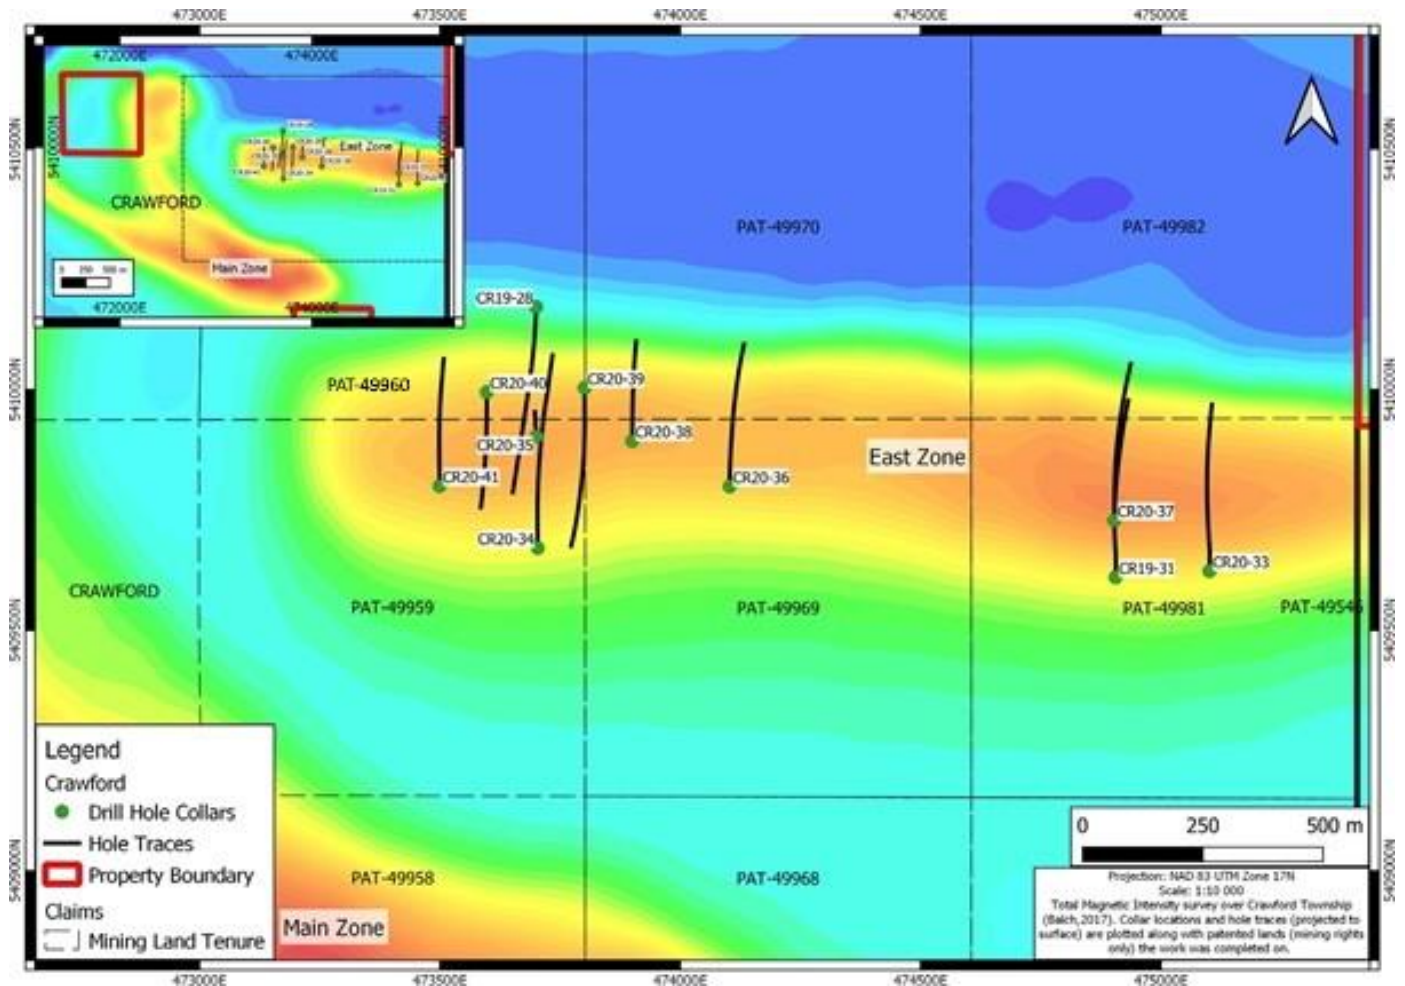 473000E 473500E 474000E 474500E 475000E
472000E 474000E
5410000N
5410000N
East Zone
CRAWFORD
Main Zone
0 250 500 m
472000E 474000E
5410500N
5410500N
PAT-49970
PAT-49982
CR19-28
5410000N
5410000N
PAT-49960
CR20-40
CR20-39
CR20-35
CR20-38
East Zone
CR20-41
CR20-36
CR20-37
CR20-34
CR19-31
CR20-33
CRAWFORD
PAT-49959
PAT-49969
PAT-49981
PAT-49546
5409500N
5409500N
Legend
Crawford
Drill Hole Collars
Hole Traces
Property Boundary
Claims
Mining Land Tenure
0 250 500 m
5409000N
5409000N
PAT-49958
PAT-49968
Main Zone
Projection: NAD 83 UTM Zone 17N
Scale: 1:10 000
Total Magnetic Intensity survey over Crawford Township
(Balch,2017). Collar locations and hole traces (projected to
surface) are plotted along with patented lands (mining rights
only) the work was completed on.
473000E 473500E 474000E 474500E 475000E